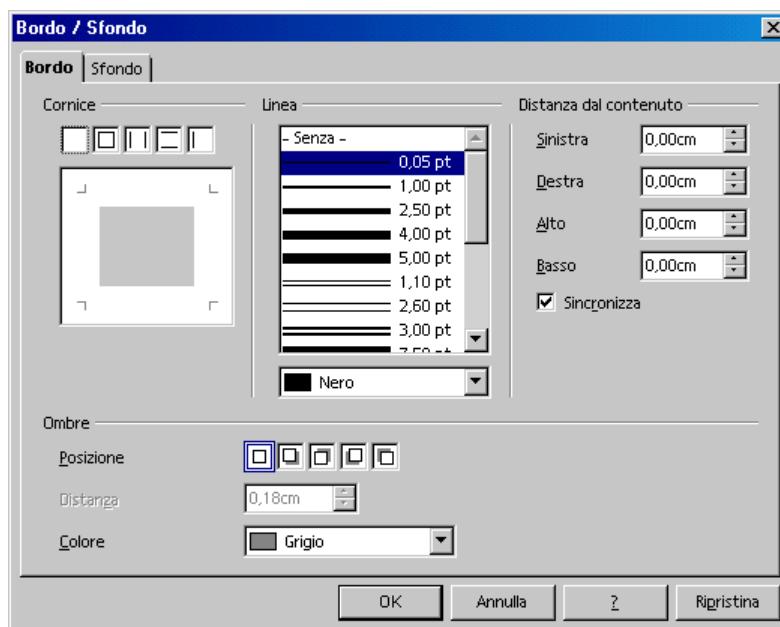 Bordo / Sfondo
Bordo Sfondo
Cornice
Linea
- Senza -
0,05 pt
1,00 pt
2,50 pt
4,00 pt
5,00 pt
1,10 pt
2,60 pt
3,00 pt
7,50 pt
Nero
Distanza dal contenuto
Sinistra 0,00cm
Destra 0,00cm
Alto 0,00cm
Basso 0,00cm
Sincronizza
Ombre
Posizione
Distanza 0,18cm
Colore Grigio
OK Annulla ? Ripristina